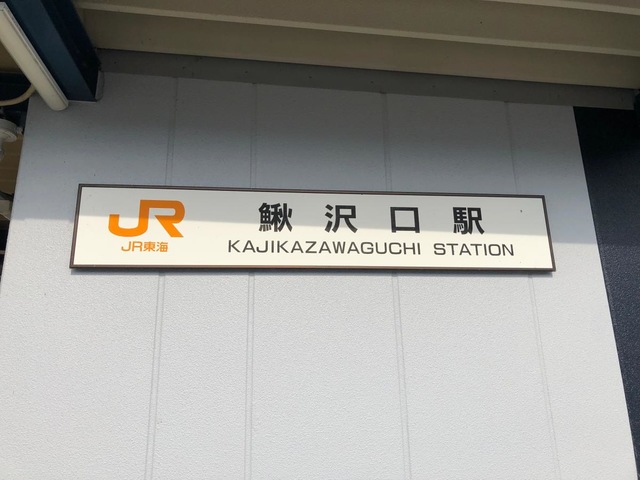 JR
JR東海
鰍沢口駅
KAJIKAZAWAGUCHI STATION